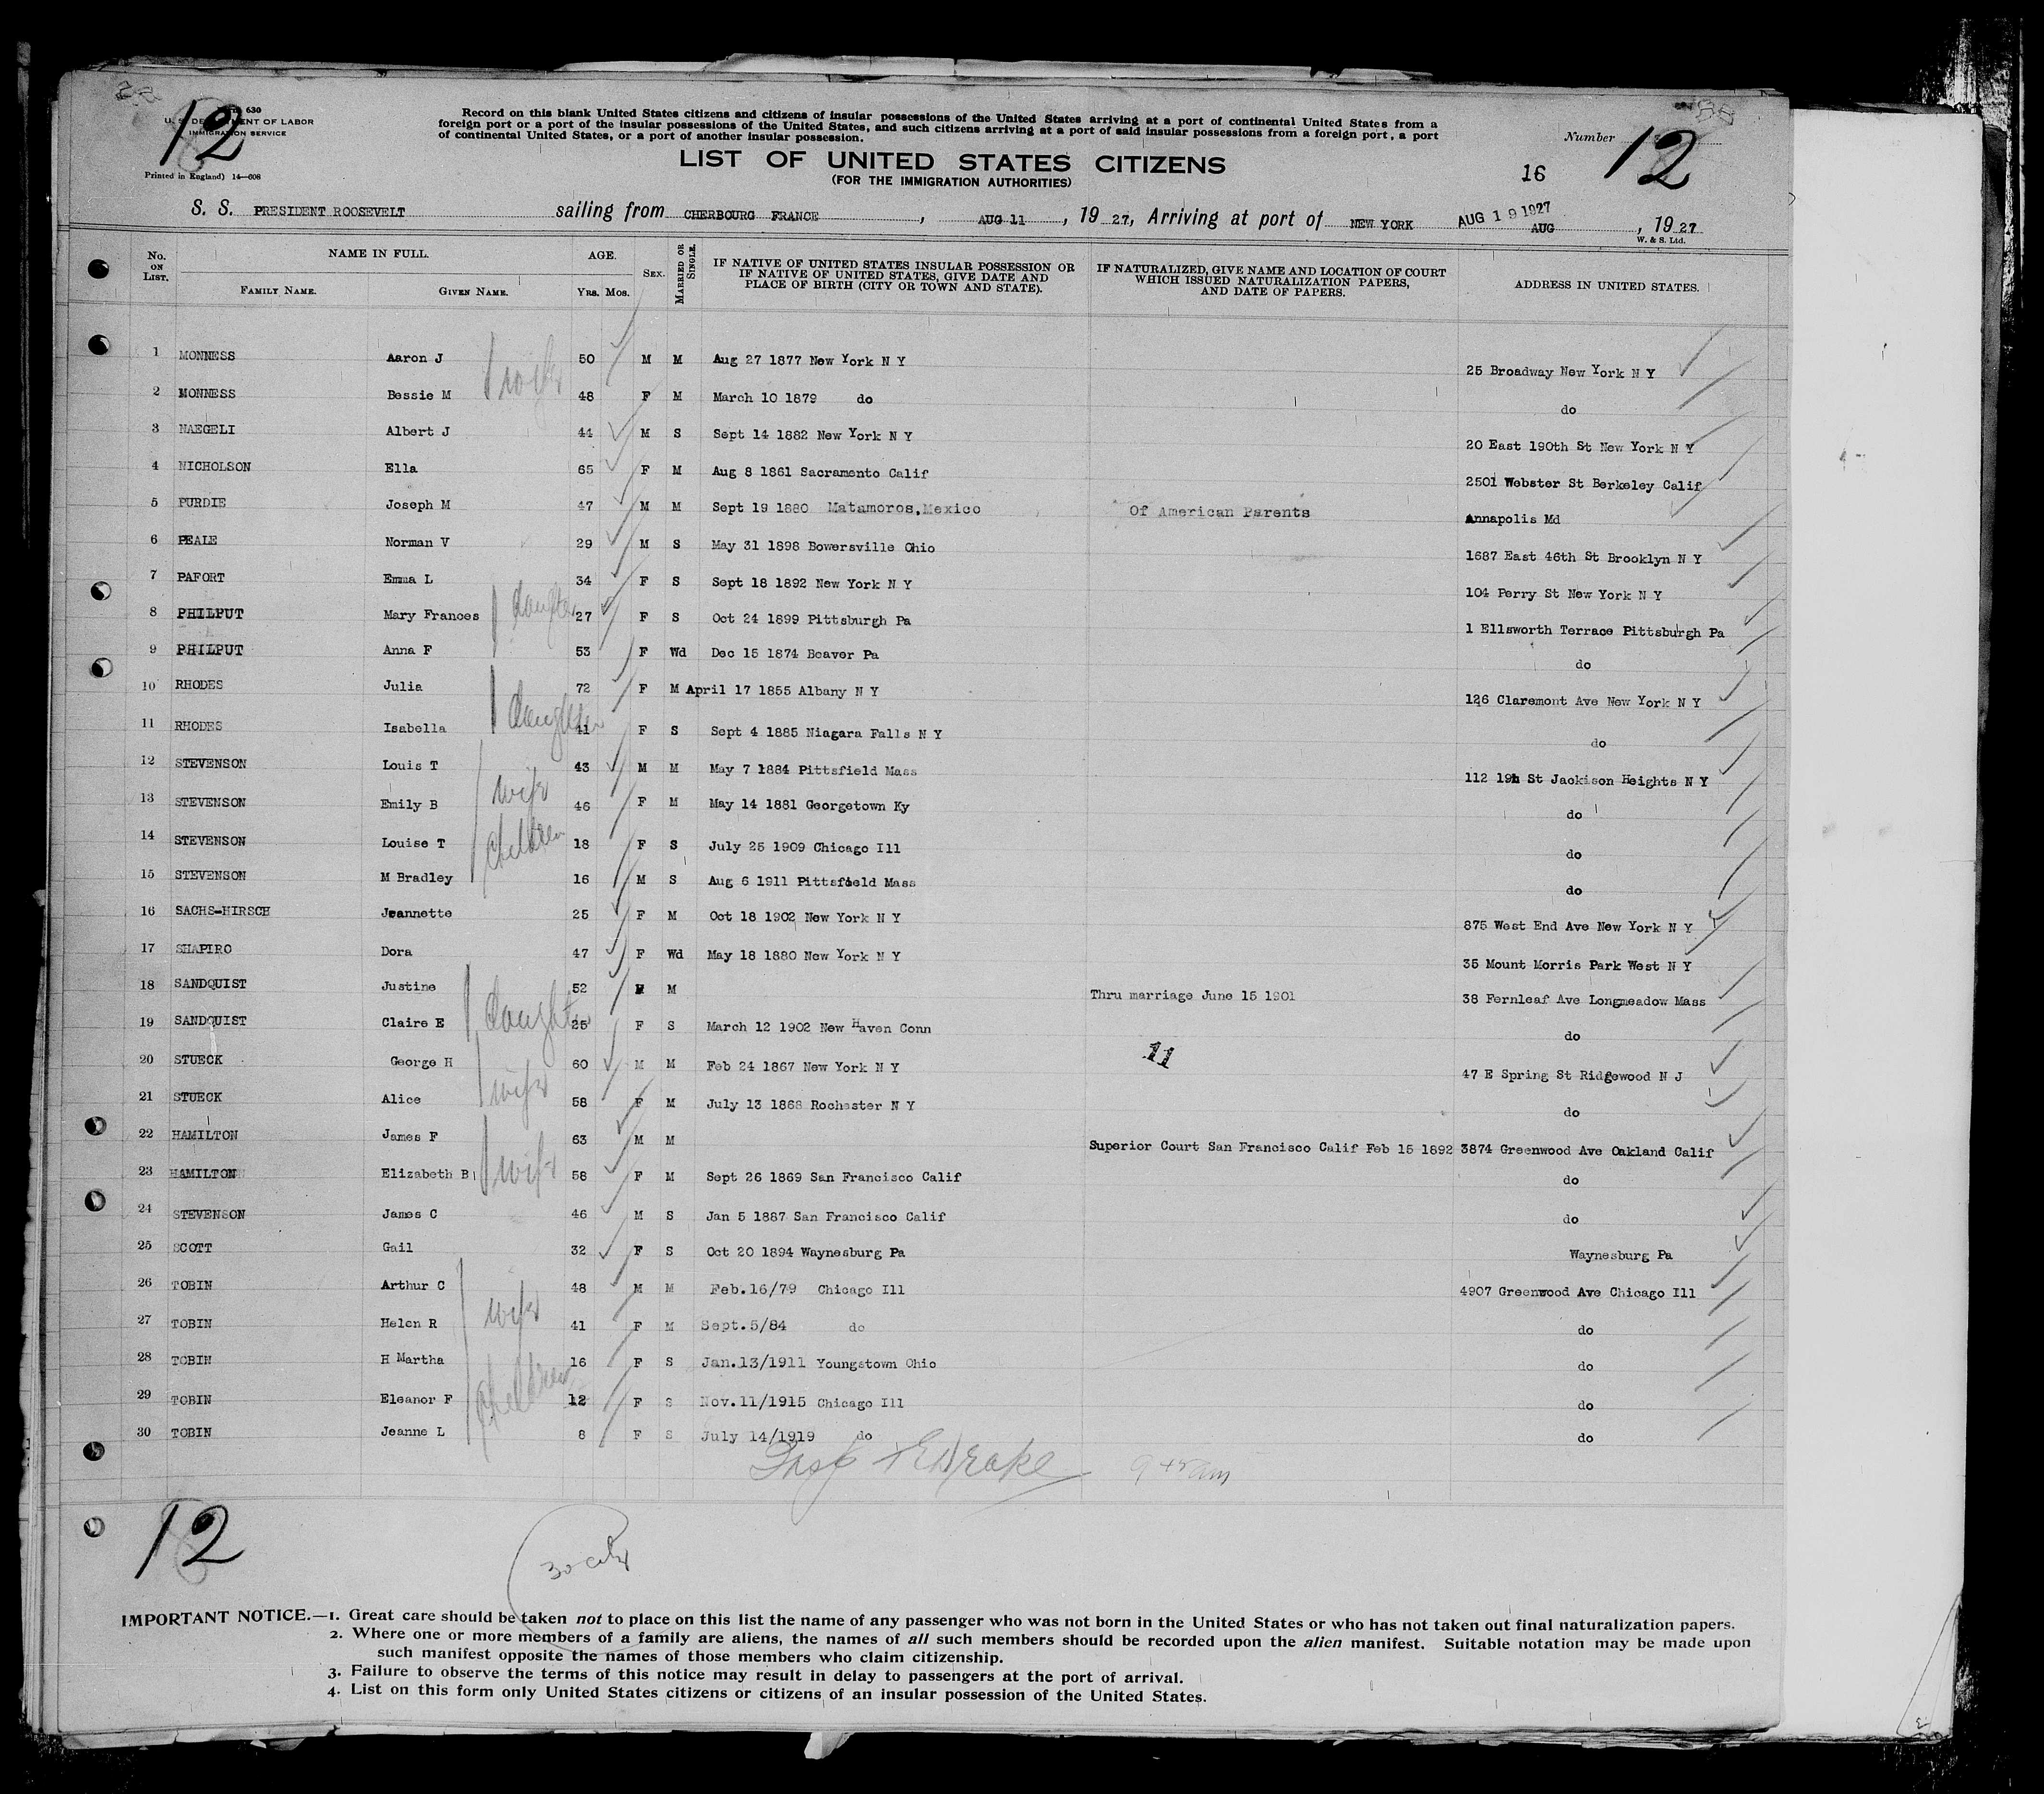 12
630
U. S. DEPARTMENT OF LABOR
IMMIGRATION SERVICE
Printed in England) 14—608
Record on this blank United States citizens and citizens of insular possessions of the United States arriving at a port of continental United States from a
foreign port or a port of the insular possessions of the United States, and such citizens arriving at a port of said insular possessions from a foreign port, a port
of continental United States, or a port of another insular possession.
LIST OF UNITED STATES CITIZENS
(FOR THE IMMIGRATION AUTHORITIES)
Number 12
16
S. S. PRESIDENT ROOSEVELT sailing from CHERBOURG FRANCE, AUG 11, 19 27, Arriving at port of NEW YORK AUG 19 1927 AUG, 19 27
W. & S. Ltd.
No. ON LIST. NAME IN FULL. FAMILY NAME. GIVEN NAME. AGE. Yrs. Mos. SEX. MARRIED OR SINGLE. IF NATIVE OF UNITED STATES INSULAR POSSESSION OR IF NATIVE OF UNITED STATES, GIVE DATE AND PLACE OF BIRTH (CITY OR TOWN AND STATE). IF NATURALIZED, GIVE NAME AND LOCATION OF COURT WHICH ISSUED NATURALIZATION PAPERS, AND DATE OF PAPERS. ADDRESS IN UNITED STATES.
1 MONNESS Aaron J 50 M M Aug 27 1877 New York N Y 25 Broadway New York N Y
wife
2 MONNESS Bessie M 48 F M March 10 1879 do do
3 NAEGELI Albert J 44 M S Sept 14 1882 New York N Y 20 East 190th St New York N Y
4 NICHOLSON Ella 65 F M Aug 8 1861 Sacramento Calif 2501 Webster St Berkeley Calif
5 PURDIE Joseph M 47 M M Sept 19 1880 Matamoros,Mexico Of American Parents Annapolis Md
6 PEALE Norman V 29 M S May 31 1898 Bowersville Ohio 1687 East 46th St Brooklyn N Y
7 PAFORT Emma L 34 F S Sept 18 1892 New York N Y 104 Perry St New York N Y
8 PHILPUT Mary Frances daughter 27 F S Oct 24 1899 Pittsburgh Pa 1 Ellsworth Terrace Pittsburgh Pa
9 PHILPUT Anna F 53 F Wd Dec 15 1874 Beaver Pa do
10 RHODES Julia 72 F M April 17 1855 Albany N Y 126 Claremont Ave New York N Y
daughter
11 RHODES Isabella 41 F S Sept 4 1885 Niagara Falls N Y do
12 STEVENSON Louis T 43 M M May 7 1884 Pittsfield Mass 112 19h St Jackison Heights N Y
wife
13 STEVENSON Emily B 46 F M May 14 1881 Georgetown Ky do
children
14 STEVENSON Louise T 18 F S July 25 1909 Chicago Ill do
15 STEVENSON M Bradley 16 M S Aug 6 1911 Pittsfield Mass do
16 SACHS-HIRSCH Jeannette 25 F M Oct 18 1902 New York N Y 875 West End Ave New York N Y
17 SHAPIRO Dora 47 F Wd May 18 1880 New York N Y 35 Mount Morris Park West N Y
18 SANDQUIST Justine 52 M Thru marriage June 15 1901 38 Fernleaf Ave Longmeadow Mass
daughter
19 SANDQUIST Claire E 25 F S March 12 1902 New Haven Conn do
11
20 STUECK George H 60 M M Feb 24 1867 New York N Y 47 E Spring St Ridgewood N J
wife
21 STUECK Alice 58 F M July 13 1868 Rochester N Y do
22 HAMILTON James F 63 M M Superior Court San Francisco Calif Feb 15 1892 3874 Greenwood Ave Oakland Calif
wife
23 HAMILTON Elizabeth B 58 F M Sept 26 1869 San Francisco Calif do
24 STEVENSON James C 46 M S Jan 5 1887 San Francisco Calif do
25 SCOTT Gail 32 F S Oct 20 1894 Waynesburg Pa Waynesburg Pa
26 TOBIN Arthur C 48 M M Feb.16/79 Chicago Ill 4907 Greenwood Ave Chicago Ill
wife
27 TOBIN Helen R 41 F M Sept.5/84 do do
28 TOBIN H Martha 16 F S Jan.13/1911 Youngstown Ohio do
children
29 TOBIN Eleanor F 12 F S Nov.11/1915 Chicago Ill do
30 TOBIN Jeanne L 8 F S July 14/1919 do do
Drake
12
IMPORTANT NOTICE.—1. Great care should be taken not to place on this list the name of any passenger who was not born in the United States or who has not taken out final naturalization papers.
2. Where one or more members of a family are aliens, the names of all such members should be recorded upon the alien manifest. Suitable notation may be made upon
such manifest opposite the names of those members who claim citizenship.
3. Failure to observe the terms of this notice may result in delay to passengers at the port of arrival.
4. List on this form only United States citizens or citizens of an insular possession of the United States.